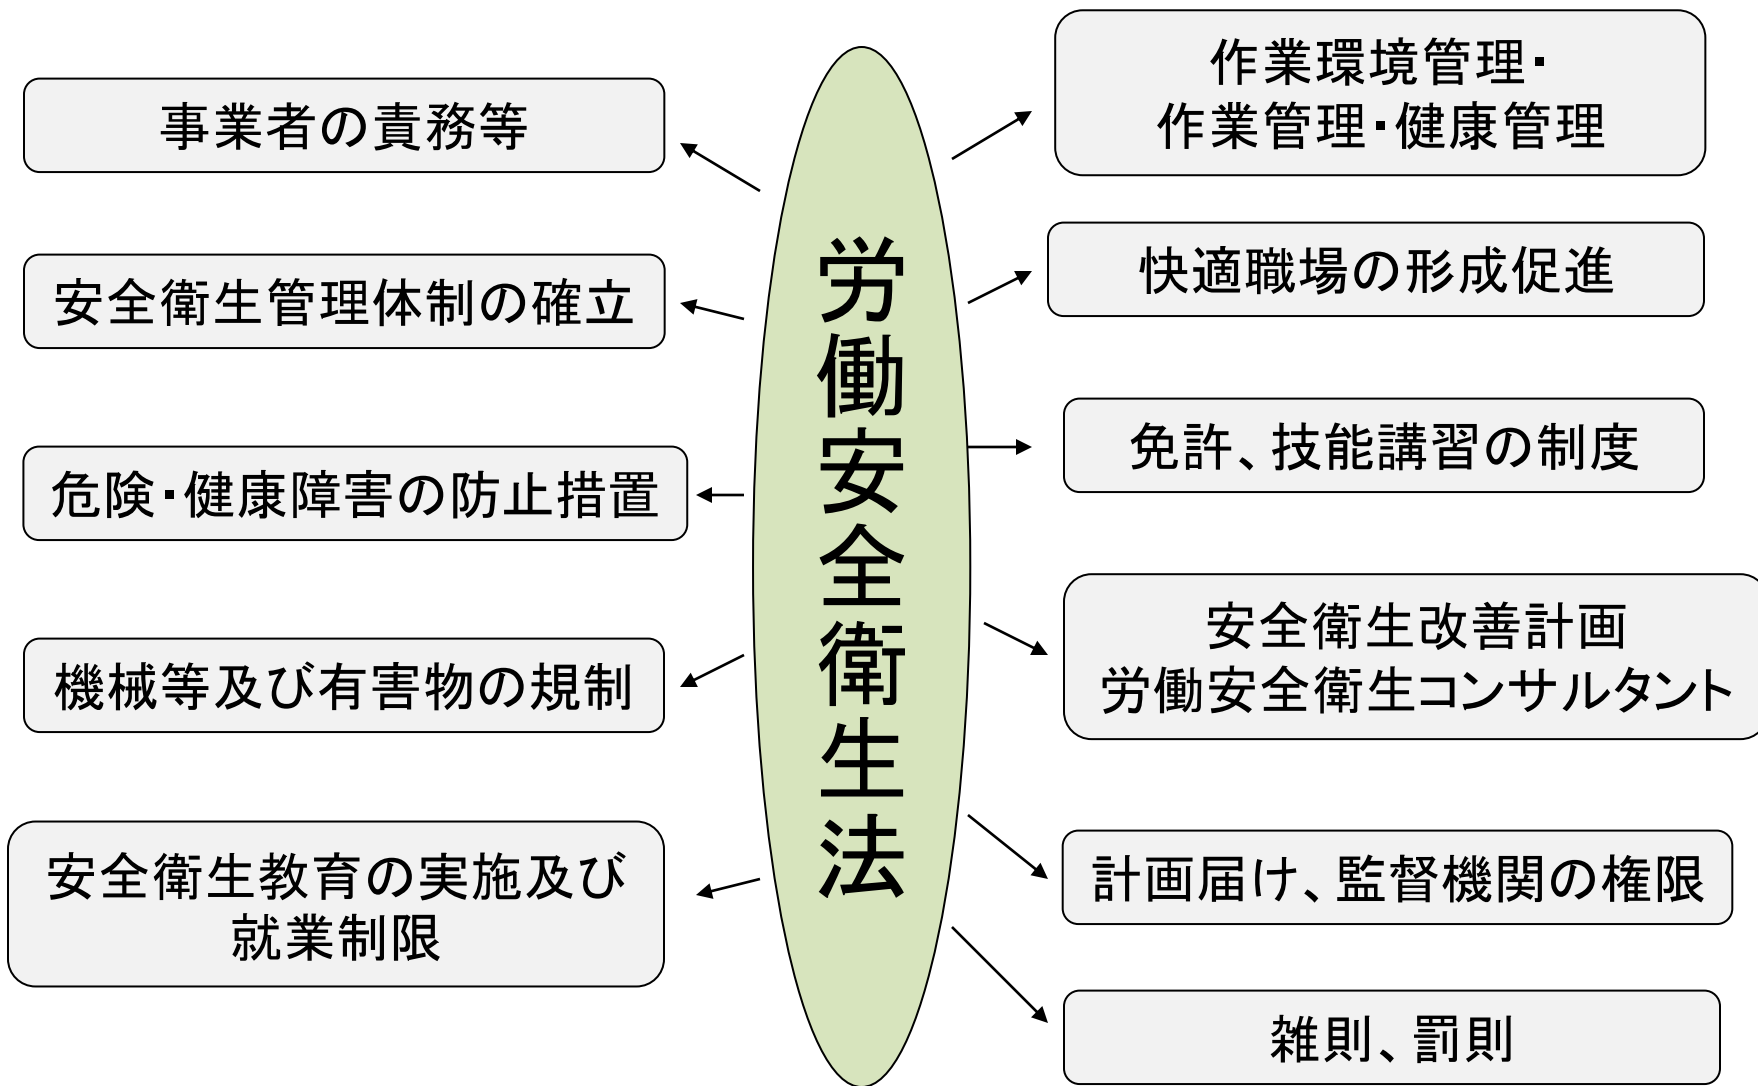 事業者の責務等
安全衛生管理体制の確立
危険・健康障害の防止措置
機械等及び有害物の規制
安全衛生教育の実施及び
就業制限
労働安全衛生法
作業環境管理・
作業管理・健康管理
快適職場の形成促進
免許、技能講習の制度
安全衛生改善計画
労働安全衛生コンサルタント
計画届け、監督機関の権限
雑則、罰則